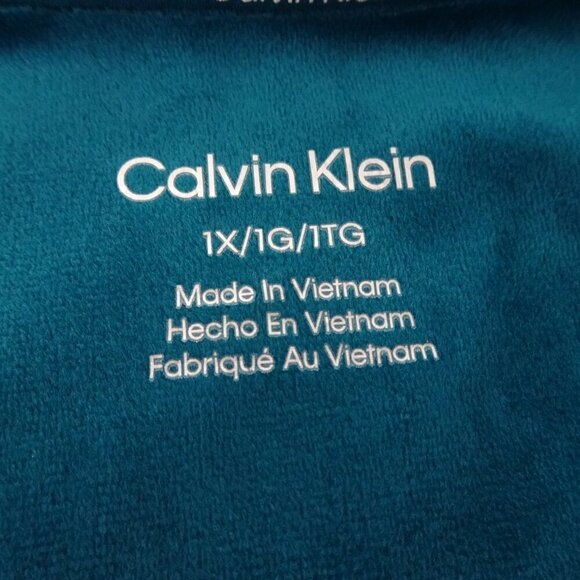 Calvin Klein
1X/1G/1TG
Made In Vietnam
Hecho En Vietnam
Fabriqué Au Vietnam